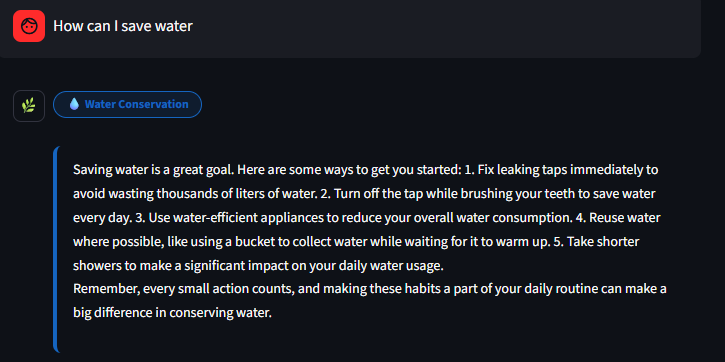 How can I save water
Water Conservation
Saving water is a great goal. Here are some ways to get you started: 1. Fix leaking taps immediately to
avoid wasting thousands of liters of water. 2. Turn off the tap while brushing your teeth to save water
every day. 3. Use water-efficient appliances to reduce your overall water consumption. 4. Reuse water
where possible, like using a bucket to collect water while waiting for it to warm up. 5. Take shorter
showers to make a significant impact on your daily water usage.
Remember, every small action counts, and making these habits a part of your daily routine can make a
big difference in conserving water.